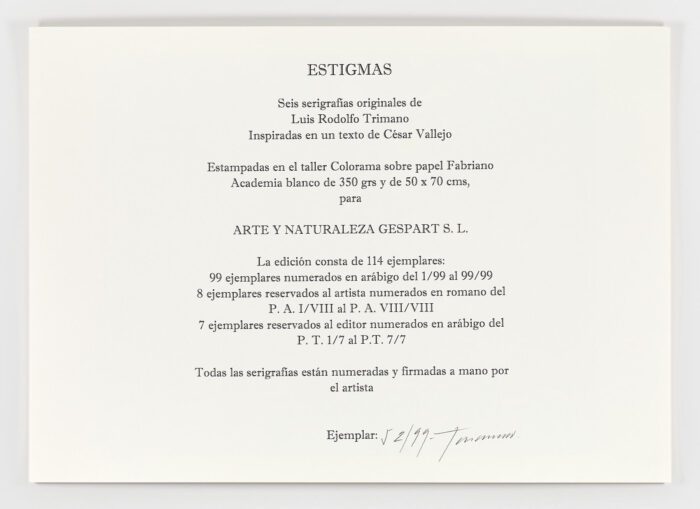 ESTIGMAS
Seis serigrafias originales de
Luis Rodolfo Trimano
Inspiradas en un texto de César Vallejo
Estampadas en el taller Colorama sobre papel Fabriano
Academia blanco de 350 grs y de 50 x 70 cms,
para
ARTE Y NATURALEZA GESPART S. L.
La edición consta de 114 ejemplares:
99 ejemplares numerados en arábigo del 1/99 al 99/99
8 ejemplares reservados al artista numerados en romano del
P. A. I/VIII al P. A. VIII/VIII
7 ejemplares reservados al editor numerados en arábigo del
P. T. 1/7 al P.T. 7/7
Todas las serigrafias están numeradas y firmadas a mano por
el artista
Ejemplar: 52/99-